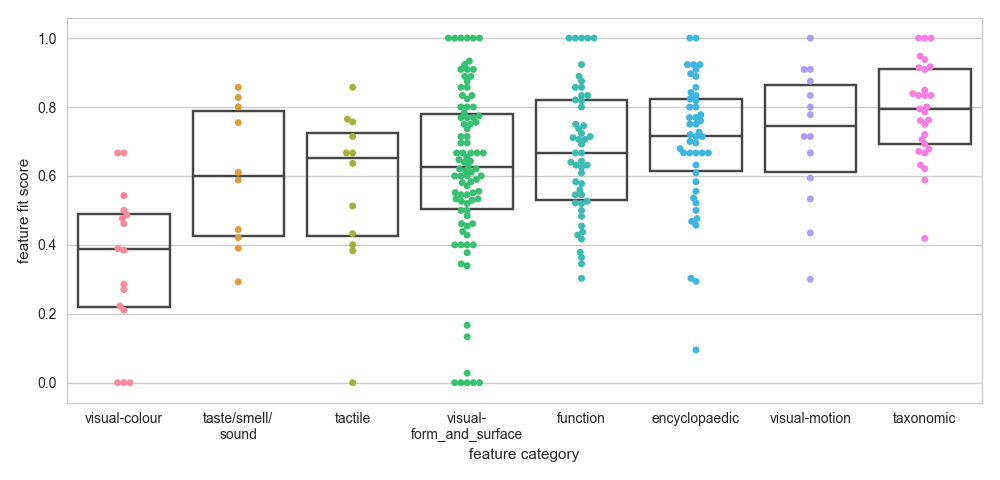 feature fit score
1.0
0.8
0.6
0.4
0.2
0.0
visual-colour
taste/smell/
sound
tactile
visual-
form_and_surface
function
encyclopaedic
visual-motion
taxonomic
feature category